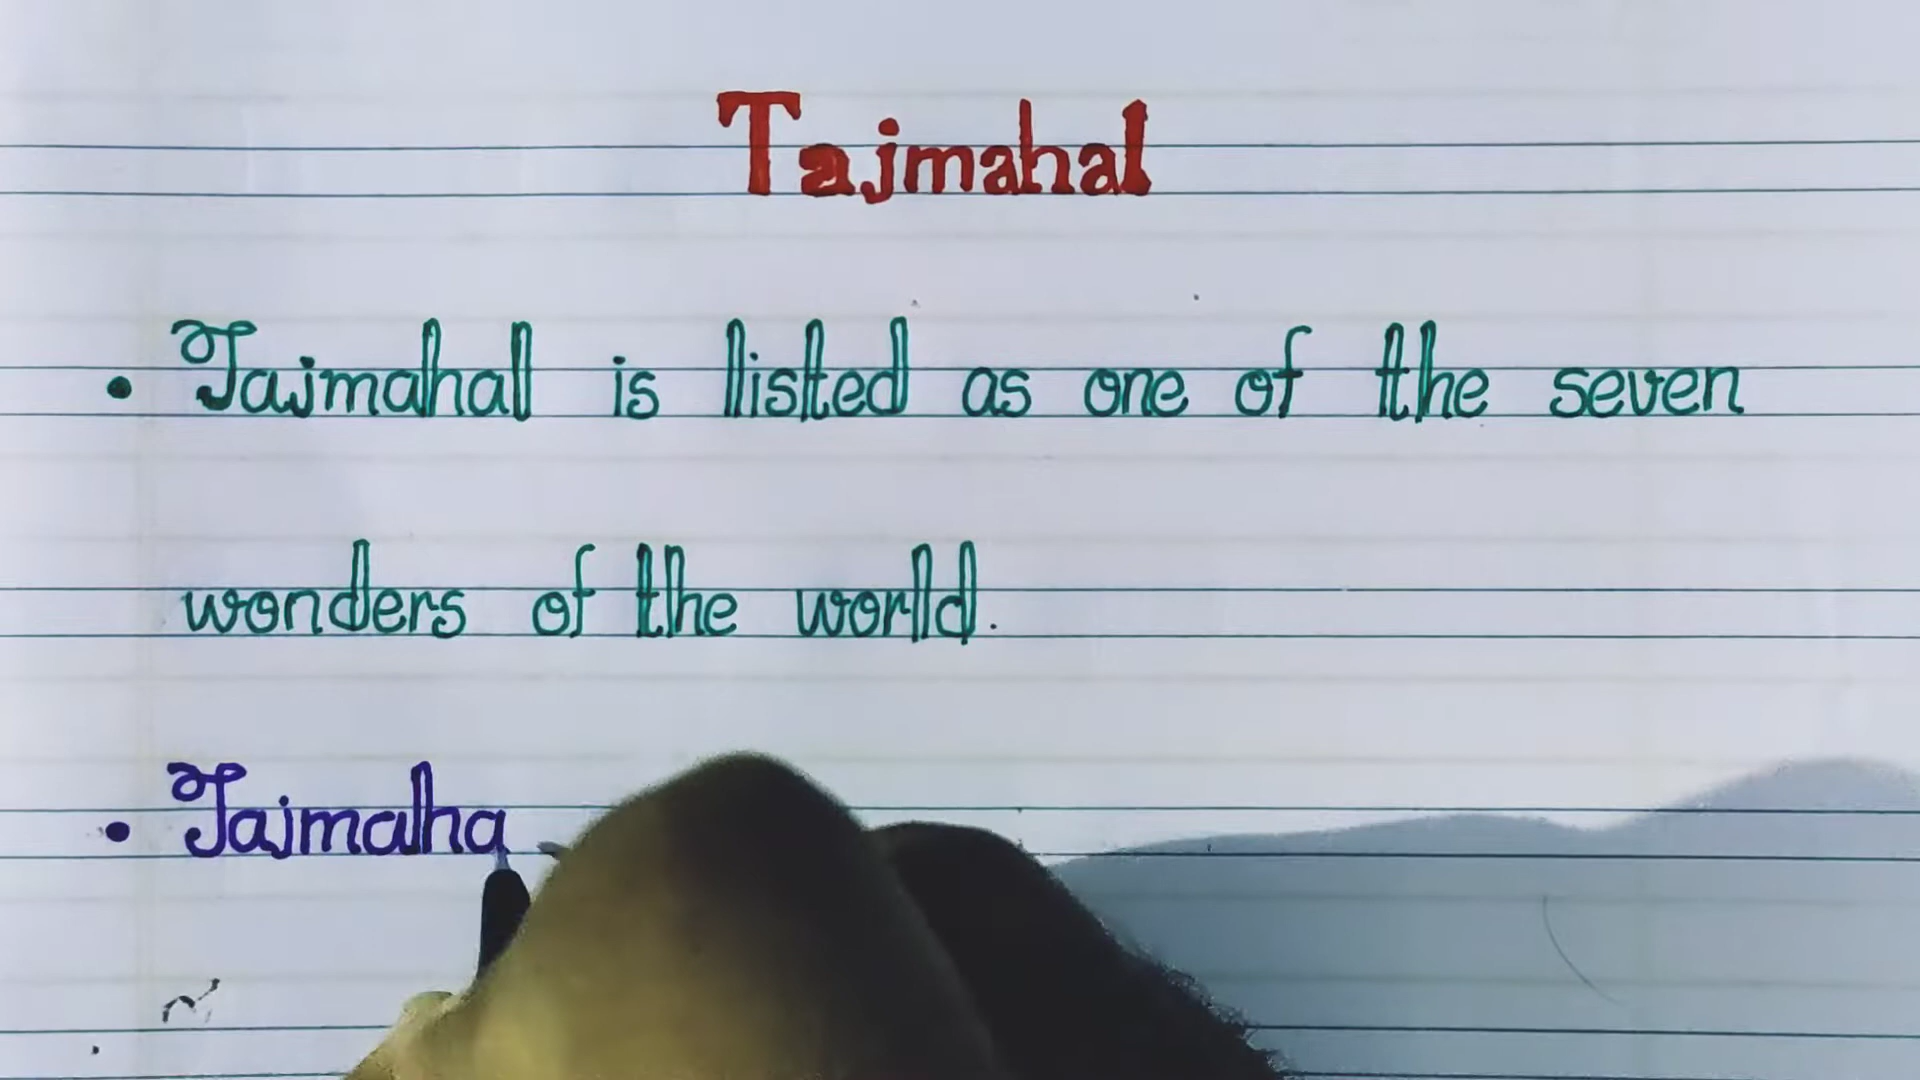 Tajmahal
• Tajmahal is listed as one of the seven
wonders of the world.
• Tajmaha